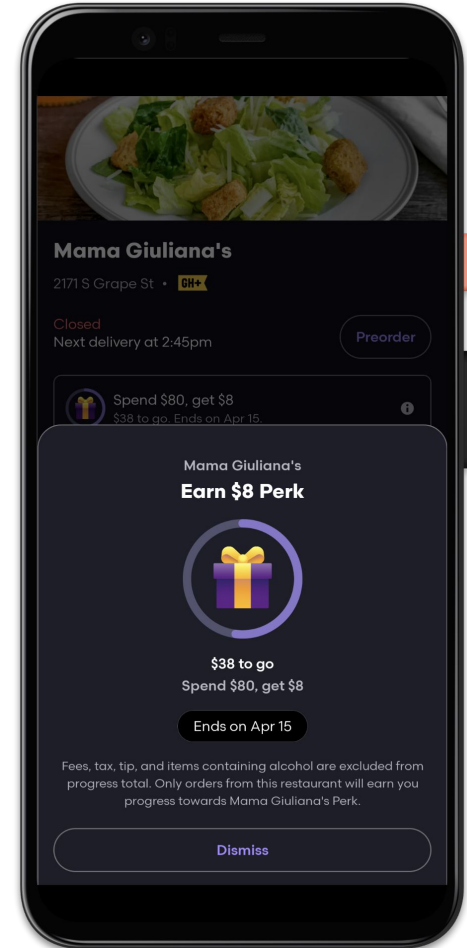 Mama Giuliana's
2171 S Grape St • GH+
Closed
Next delivery at 2:45pm
Preorder
Spend $80, get $8
$38 to go. Ends on Apr 15.
Mama Giuliana's
Earn $8 Perk
$38 to go
Spend $80, get $8
Ends on Apr 15
Fees, tax, tip, and items containing alcohol are excluded from
progress total. Only orders from this restaurant will earn you
progress towards Mama Giuliana's Perk.
Dismiss